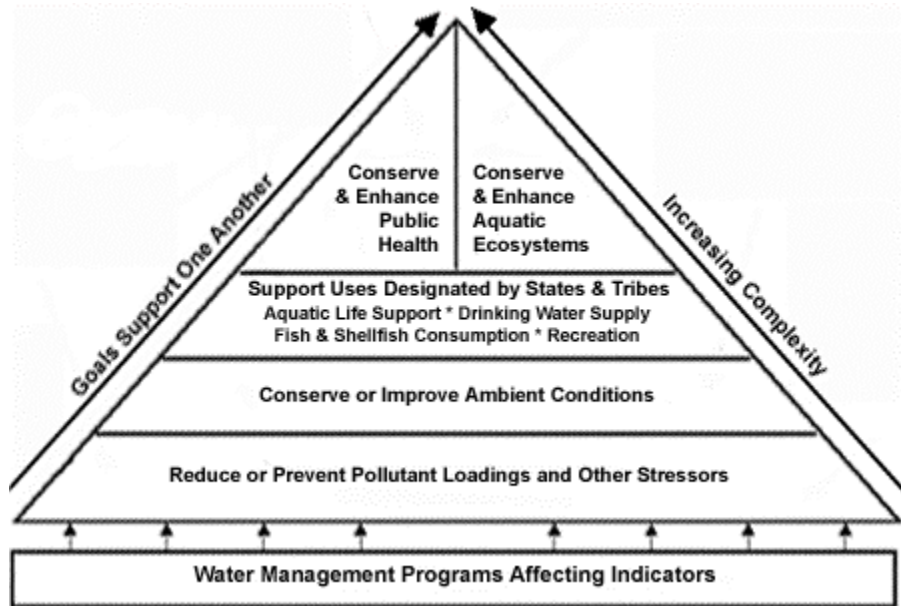 Goals Support One Another
Increasing Complexity
Conserve
& Enhance
Public
Health
Conserve
& Enhance
Aquatic
Ecosystems
Support Uses Designated by States & Tribes
Aquatic Life Support * Drinking Water Supply
Fish & Shellfish Consumption * Recreation
Conserve or Improve Ambient Conditions
Reduce or Prevent Pollutant Loadings and Other Stressors
Water Management Programs Affecting Indicators